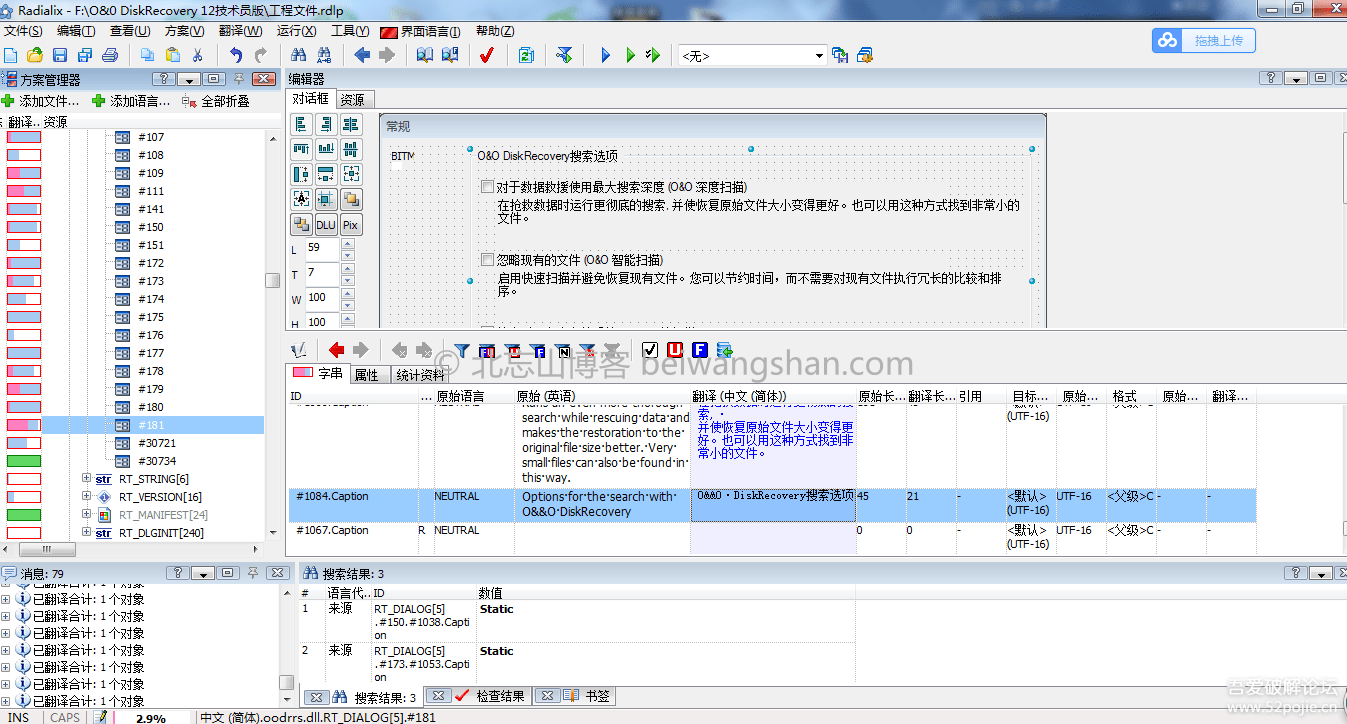 Radialix - F:\O&O DiskRecovery 12技术员版\工程文件.rdlp
文件(S) 编辑(T) 查看(U) 方案(V) 翻译(W) 运行(X) 工具(Y) 界面语言(I) 帮助(Z)
<无>
拖拽上传
方案管理器
编辑器
添加文件... 添加语言... 全部折叠
对话框 资源
翻译.. 资源
#107
#108
#109
#111
#141
#150
#151
#172
#173
#174
#175
#176
#177
#178
#179
#180
#181
#30721
#30734
RT_STRING[6]
RT_VERSION[16]
RT_MANIFEST[24]
RT_DLGINIT[240]
DLU Pix
L 59
T 7
W 100
H 100
常规
BITM
O&O DiskRecovery搜索选项
对于数据救援使用最大搜索深度 (O&O 深度扫描)
在抢救数据时运行更彻底的搜索, 并使恢复原始文件大小变得更好。也可以用这种方式找到非常小的
文件。
忽略现有的文件 (O&O 智能扫描)
启用快速扫描并避免恢复现有文件。您可以节约时间，而不需要对现有文件执行冗长的比较和排
序。
© 北忘山博客 beiwangshan.com
字串 属性 统计资料
ID ... 原始语言 原始 (英语) 翻译 (中文 (简体)) 原始长... 翻译长... 引用 目标... 原始... 格式 原始... 翻译...
search·while·rescuing·data·and·
makes·the·restoration·to·the·
original·file·size·better.·Very·
small·files·can·also·be·found·in·
this·way.
索,·
并使恢复原始文件大小变得更
好。也可以用这种方式找到非
常小的文件。
(UTF-16)
#1084.Caption NEUTRAL Options·for·the·search·with·
O&&O·DiskRecovery
O&&O·DiskRecovery搜索选项 45 21 - <默认>
(UTF-16)
UTF-16 <父级>C - -
#1067.Caption R NEUTRAL 0 0 - <默认>
(UTF-16)
UTF-16 <父级>C - -
消息: 79
已翻译合计: 1个对象
已翻译合计: 1个对象
已翻译合计: 1个对象
已翻译合计: 1个对象
已翻译合计: 1个对象
已翻译合计: 1个对象
已翻译合计: 1个对象
已翻译合计: 1个对象
搜索结果: 3
# 语言代.. ID 数值
1 来源 RT_DIALOG[5]
.#150.#1038.Capti
on
Static
2 来源 RT_DIALOG[5]
.#173.#1053.Capti
on
Static
搜索结果: 3 检查结果 书签
吾爱破解论坛
www.52pojie.cn
INS CAPS 2.9% 中文 (简体).oodrrs.dll.RT_DIALOG[5].#181